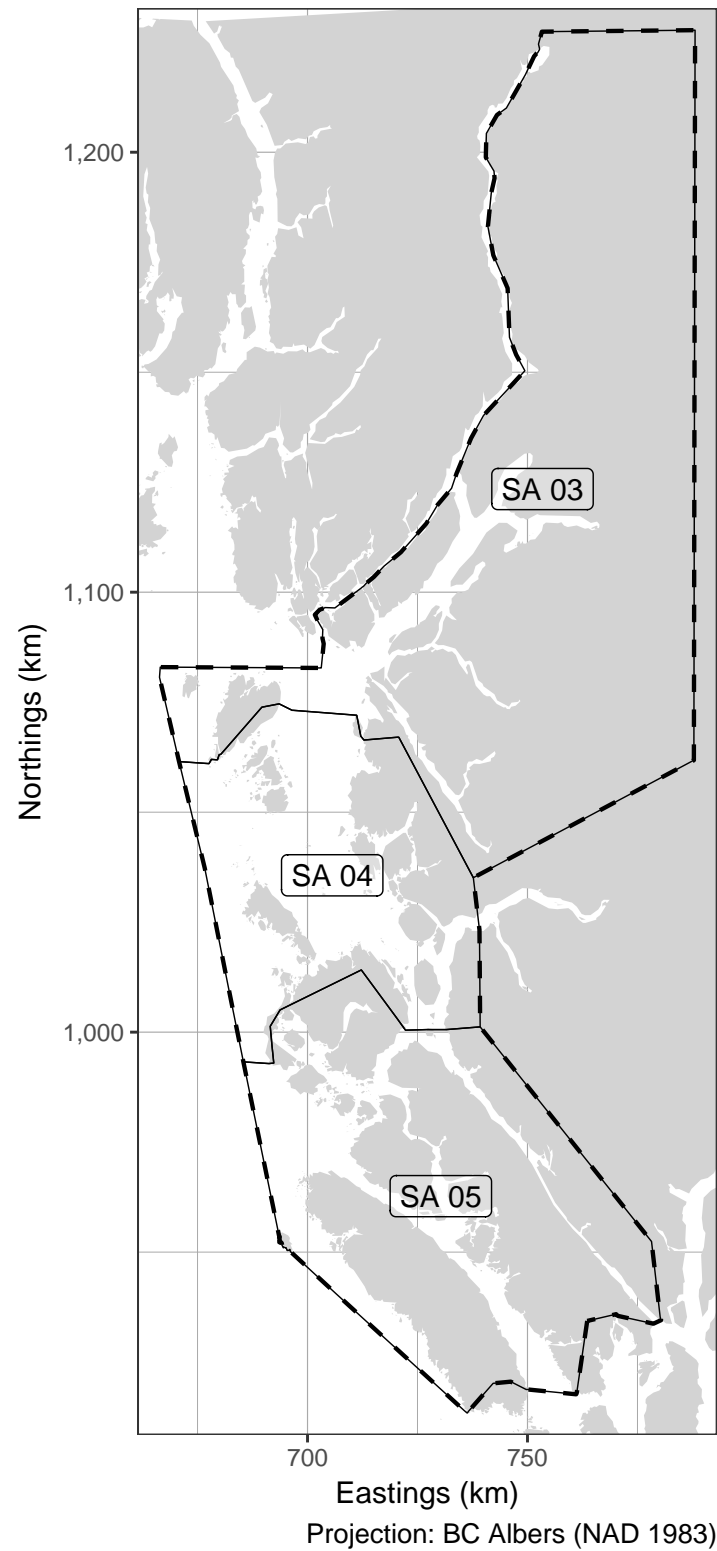 1,200
SA 03
1,100
Northings (km)
SA 04
1,000
SA 05
700
750
Eastings (km)
Projection: BC Albers (NAD 1983)